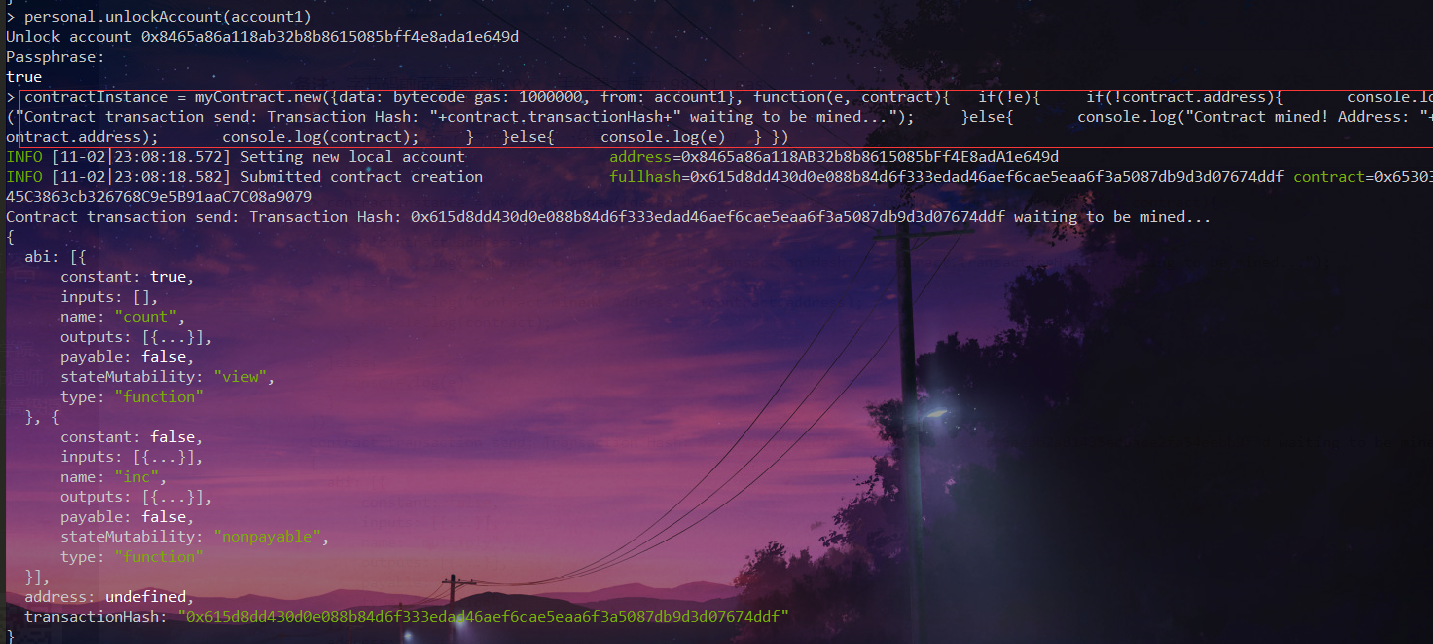 > personal.unlockAccount(account1)
Unlock account 0x8465a86a118ab32b8b8615085bff4e8ada1e649d
Passphrase:
true
> contractInstance = myContract.new({data: bytecode gas: 1000000, from: account1}, function(e, contract){   if(!e){     if(!contract.address){       console.lo
("Contract transaction send: Transaction Hash: "+contract.transactionHash+" waiting to be mined...");     }else{       console.log("Contract mined! Address: "+
ontract.address);       console.log(contract);     }   }else{     console.log(e)   } })
INFO [11-02|23:08:18.572] Setting new local account                address=0x8465a86a118AB32b8b8615085bFf4E8adA1e649d
INFO [11-02|23:08:18.582] Submitted contract creation              fullhash=0x615d8dd430d0e088b84d6f333edad46aef6cae5eaa6f3a5087db9d3d07674ddf contract=0x65303
45C3863cb326768C9e5B91aaC7C08a9079
Contract transaction send: Transaction Hash: 0x615d8dd430d0e088b84d6f333edad46aef6cae5eaa6f3a5087db9d3d07674ddf waiting to be mined...
{
  abi: [{
      constant: true,
      inputs: [],
      name: "count",
      outputs: [{...}],
      payable: false,
      stateMutability: "view",
      type: "function"
  }, {
      constant: false,
      inputs: [{...}],
      name: "inc",
      outputs: [{...}],
      payable: false,
      stateMutability: "nonpayable",
      type: "function"
  }],
  address: undefined,
  transactionHash: "0x615d8dd430d0e088b84d6f333edad46aef6cae5eaa6f3a5087db9d3d07674ddf"
}